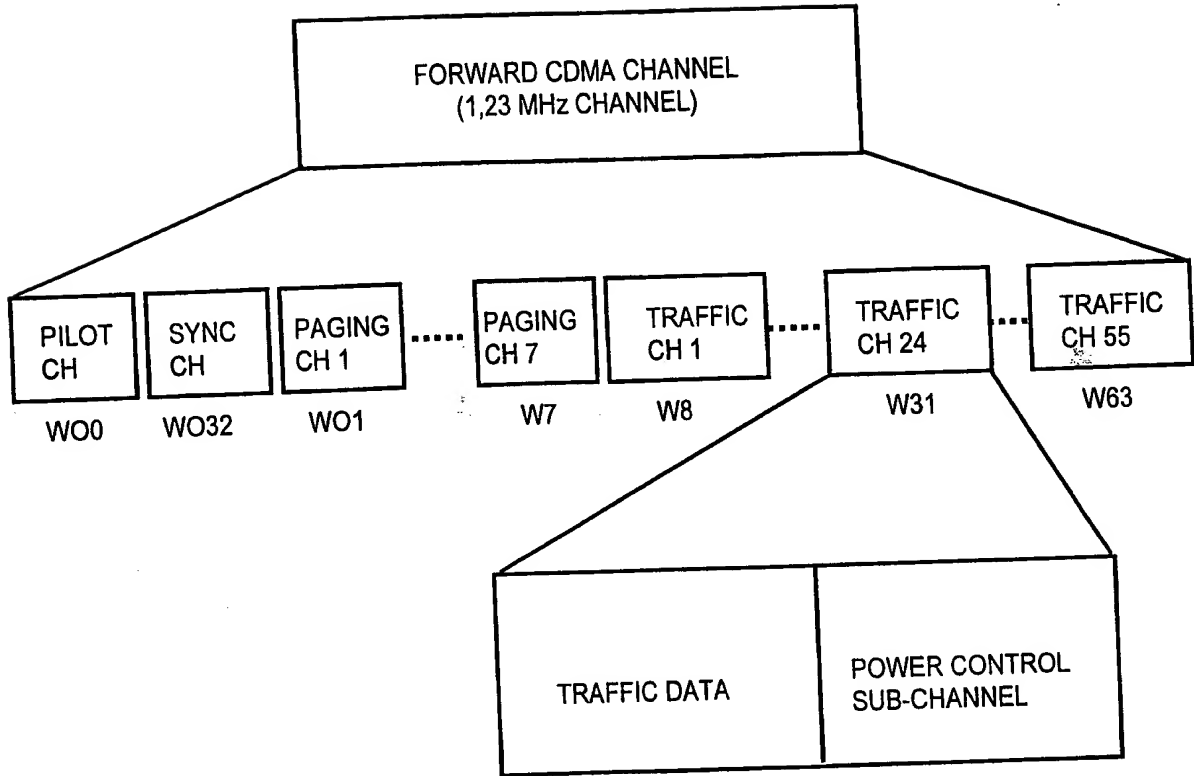 FORWARD CDMA CHANNEL
(1,23 MHz CHANNEL)
PILOT
CH
SYNC
CH
PAGING
CH 1
PAGING
CH 7
TRAFFIC
CH 1
TRAFFIC
CH 24
TRAFFIC
CH 55
WO0
WO32
WO1
W7
W8
W31
W63
TRAFFIC DATA
POWER CONTROL
SUB-CHANNEL